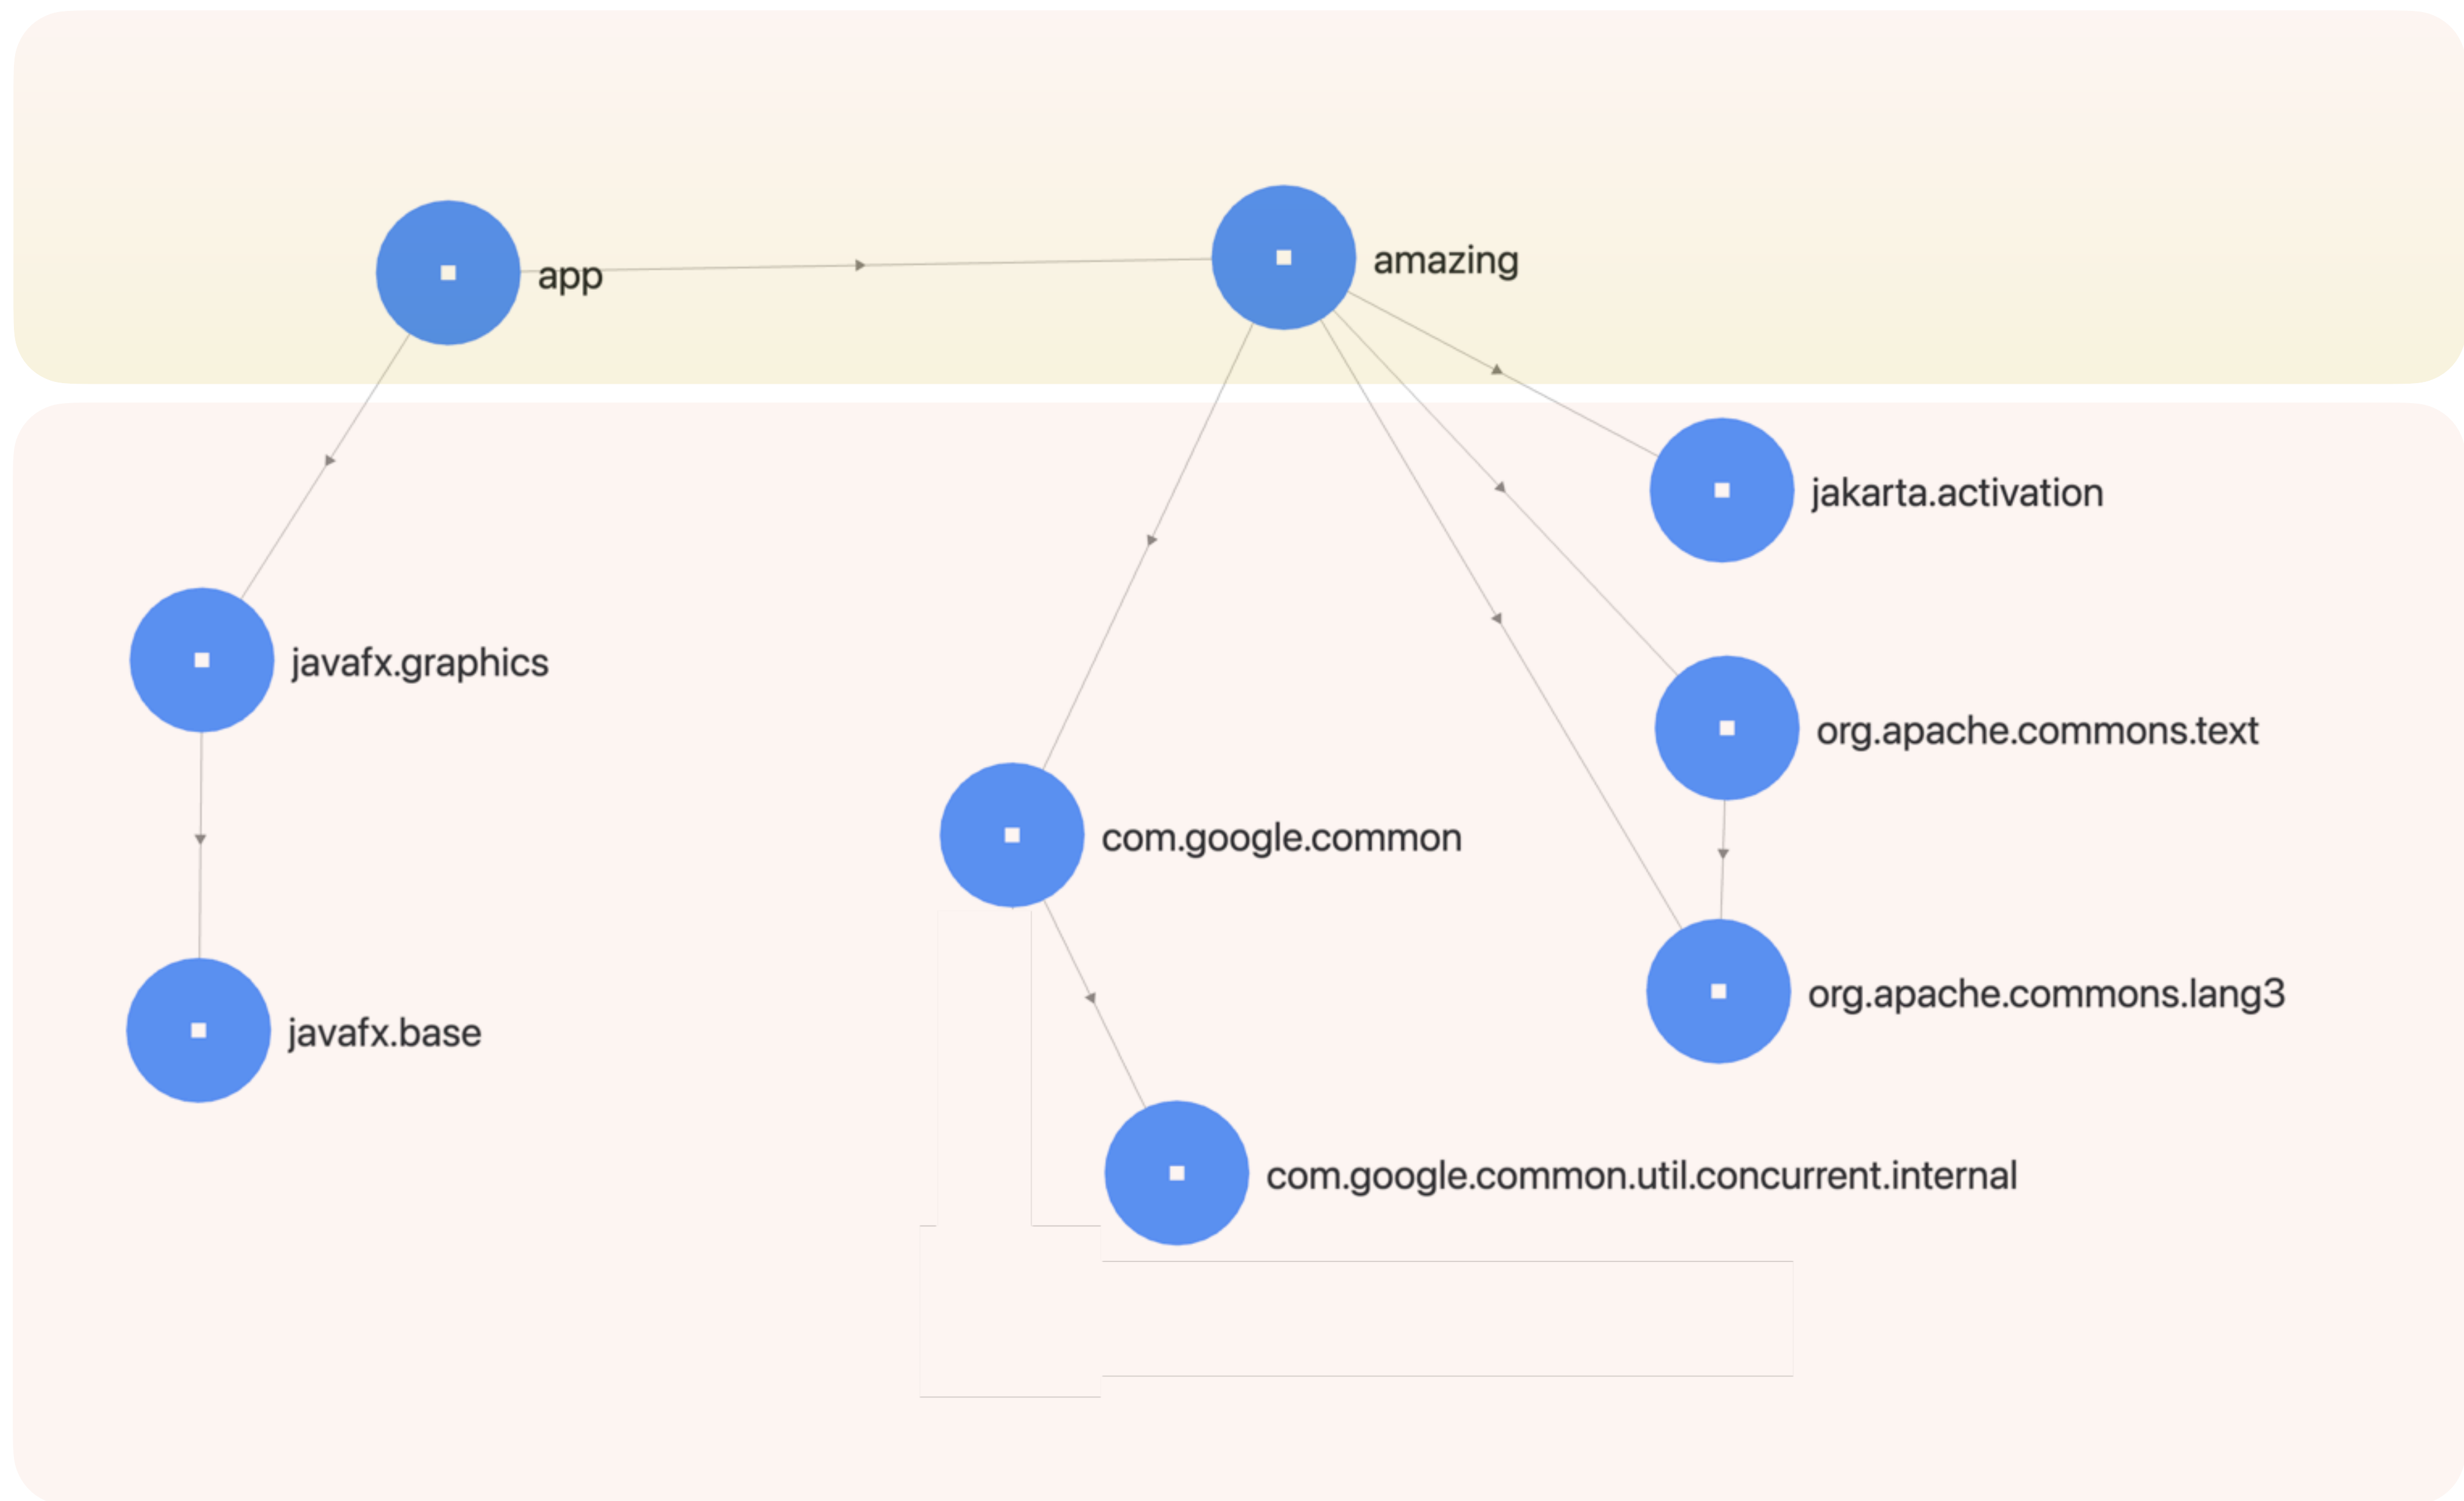 app
amazing
jakarta.activation
javafx.graphics
org.apache.commons.text
com.google.common
org.apache.commons.lang3
javafx.base
com.google.common.util.concurrent.internal